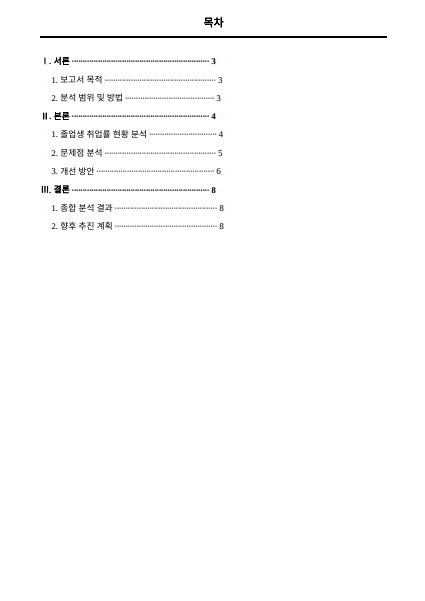 목차
Ⅰ. 서론 ································································ 3
1. 보고서 목적 ···················································· 3
2. 분석 범위 및 방법 ·········································· 3
Ⅱ. 본론 ································································ 4
1. 졸업생 취업률 현황 분석 ································ 4
2. 문제점 분석 ···················································· 5
3. 개선 방안 ······················································· 6
Ⅲ. 결론 ································································ 8
1. 종합 분석 결과 ················································ 8
2. 향후 추진 계획 ················································ 8